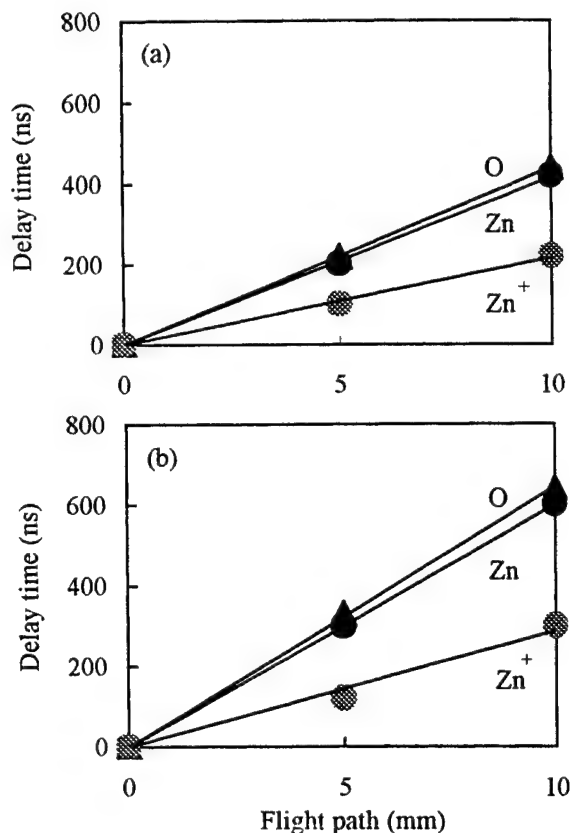 800
(a)
600
Delay time (ns)
O
400
Zn
200
Zn+
0
0 5 10
800
(b)
600
O
Delay time (ns)
400
Zn
200
Zn+
0
0 5 10
Flight path (mm)